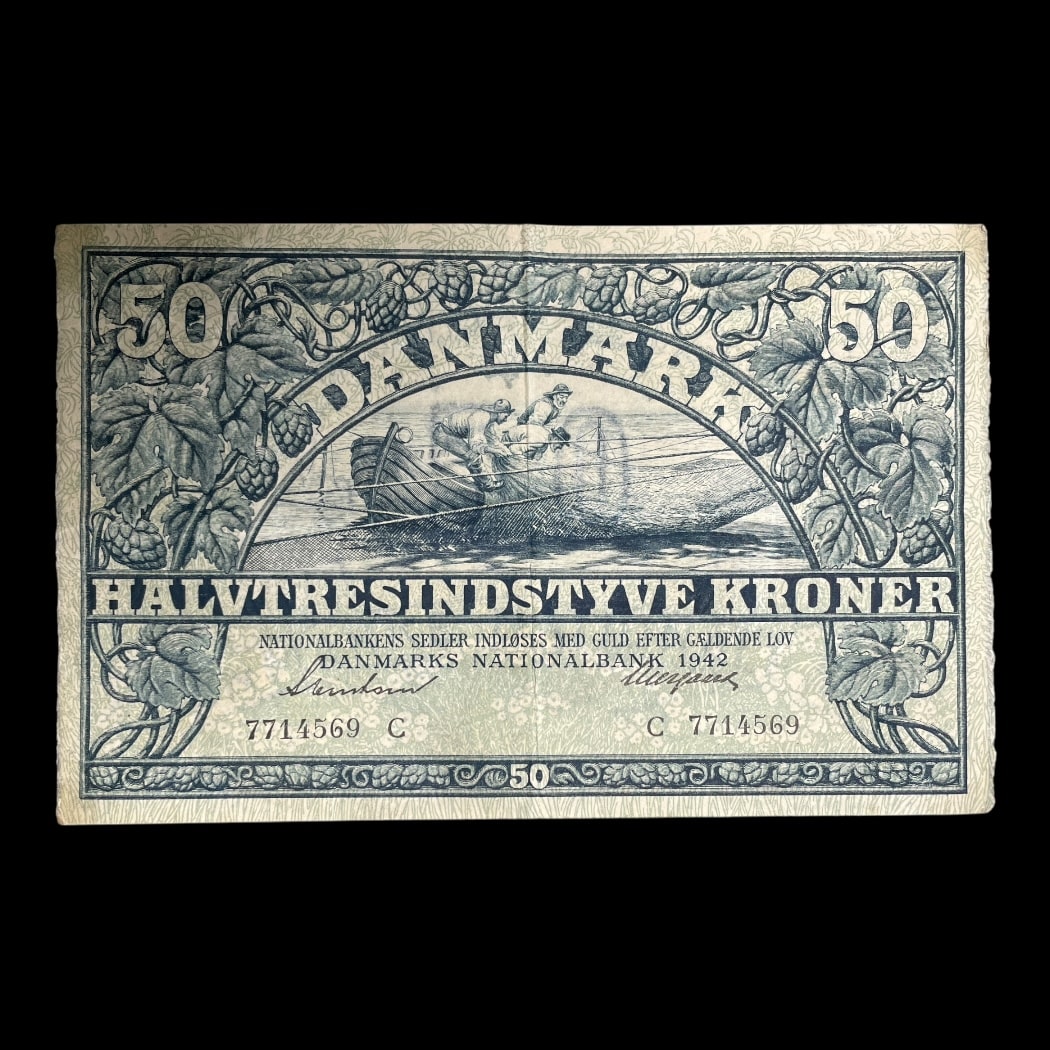 50 50
DANMARK
HALVTRESINDSTYVE KRONER
NATIONALBANKENS SEDLER INDLØSES MED GULD EFTER GÆLDENDE LOV
DANMARKS NATIONALBANK 1942
7714569 C C 7714569
50